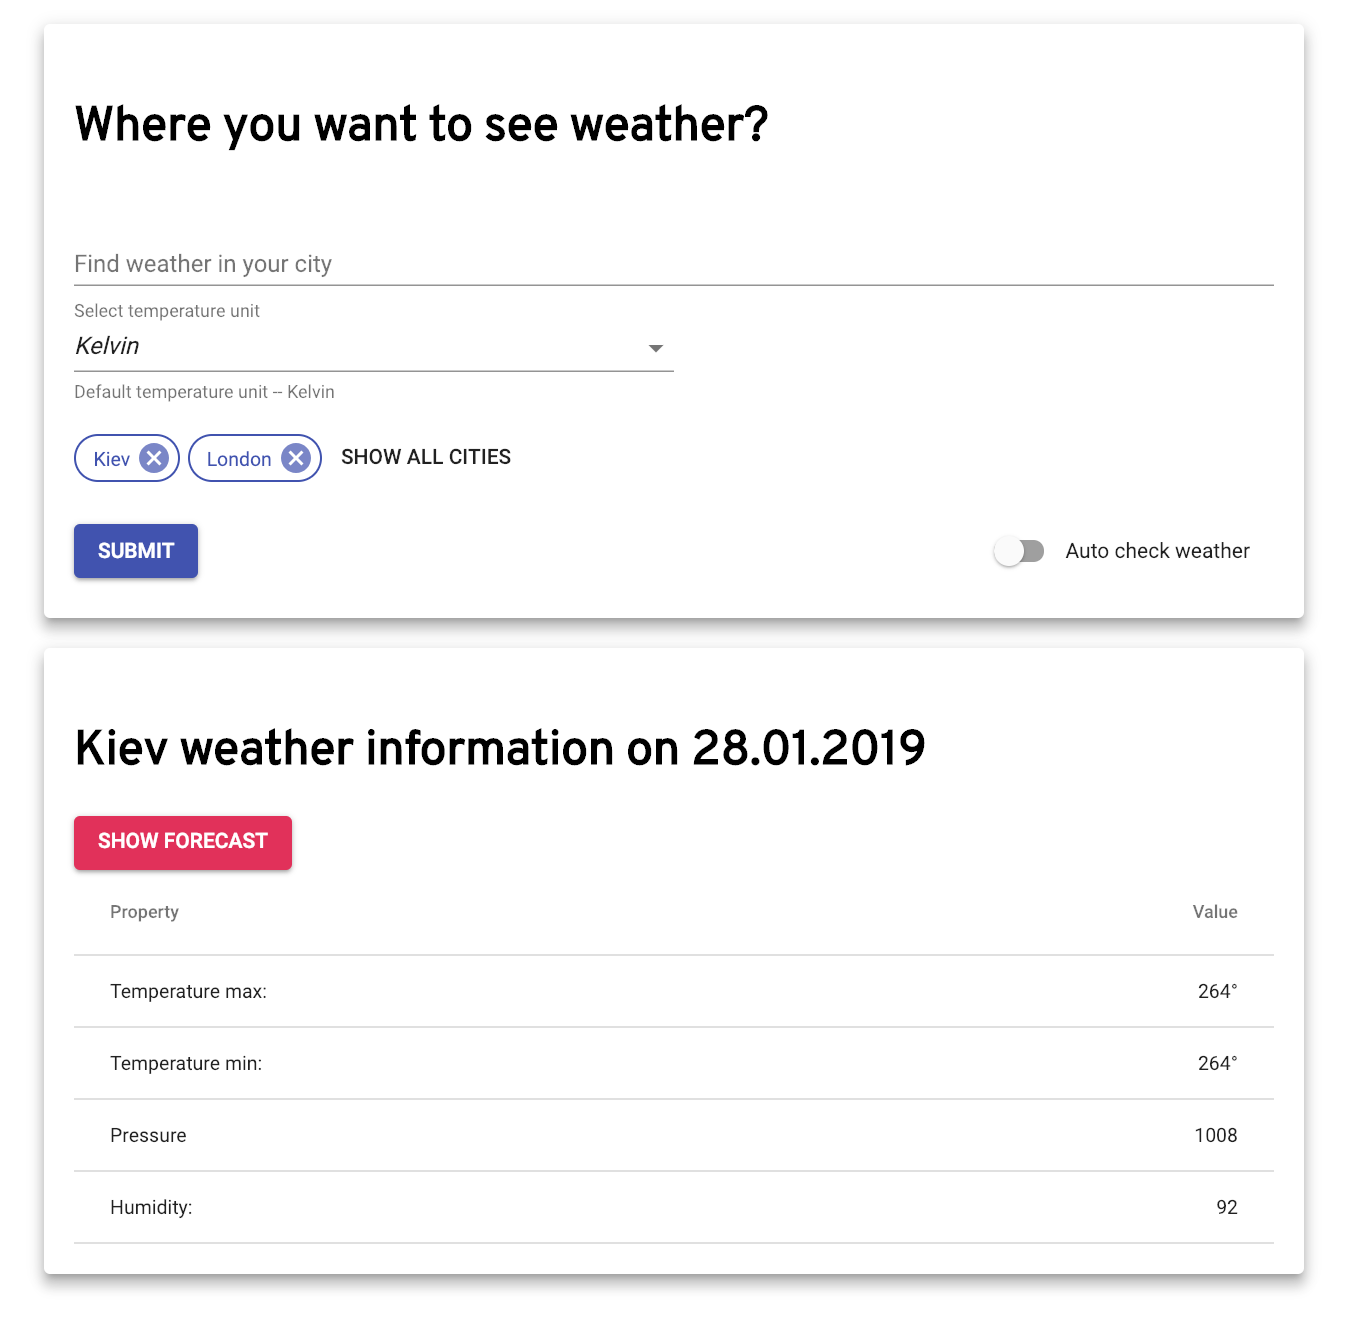 Where you want to see weather?
Find weather in your city
Select temperature unit
Kelvin
Default temperature unit -- Kelvin
Kiev London SHOW ALL CITIES
SUBMIT Auto check weather
Kiev weather information on 28.01.2019
SHOW FORECAST
Property Value
Temperature max: 264°
Temperature min: 264°
Pressure 1008
Humidity: 92